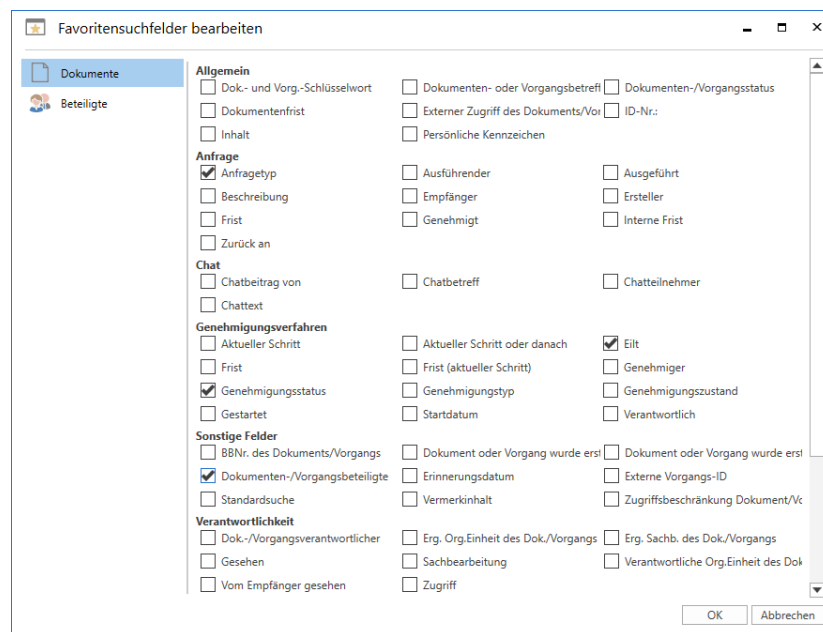 Favoritensuchfelder bearbeiten
Dokumente
Beteiligte
Allgemein
Dok.- und Vorg.-Schlüsselwort
Dokumenten- oder Vorgangsbetreff
Dokumenten-/Vorgangsstatus
Dokumentenfrist
Externer Zugriff des Dokuments/Vor
ID-Nr.:
Inhalt
Persönliche Kennzeichen
Anfrage
Anfragetyp
Ausführender
Ausgeführt
Beschreibung
Empfänger
Ersteller
Frist
Genehmigt
Interne Frist
Zurück an
Chat
Chatbeitrag von
Chatbetreff
Chatteilnehmer
Chattext
Genehmigungsverfahren
Aktueller Schritt
Aktueller Schritt oder danach
Eilt
Frist
Frist (aktueller Schritt)
Genehmiger
Genehmigungsstatus
Genehmigungstyp
Genehmigungszustand
Gestartet
Startdatum
Verantwortlich
Sonstige Felder
BBNr. des Dokuments/Vorgangs
Dokument oder Vorgang wurde erst
Dokument oder Vorgang wurde erst
Dokumenten-/Vorgangsbeteiligte
Erinnerungsdatum
Externe Vorgangs-ID
Standardsuche
Vermerkinhalt
Zugriffsbeschränkung Dokument/Vo
Verantwortlichkeit
Dok.-/Vorgangsverantwortlicher
Erg. Org.Einheit des Dok./Vorgangs
Erg. Sachb. des Dok./Vorgangs
Gesehen
Sachbearbeitung
Verantwortliche Org.Einheit des Dok
Vom Empfänger gesehen
Zugriff
OK
Abbrechen